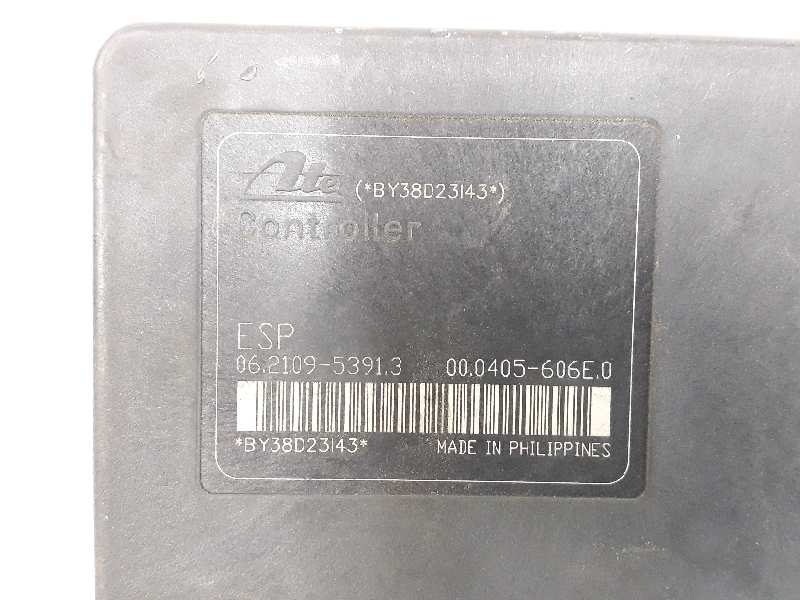 Ate (*BY38D23143*)
Controller
ESP
06.2109-5391.3 00.0405-606E.0
*BY38D23143* MADE IN PHILIPPINES